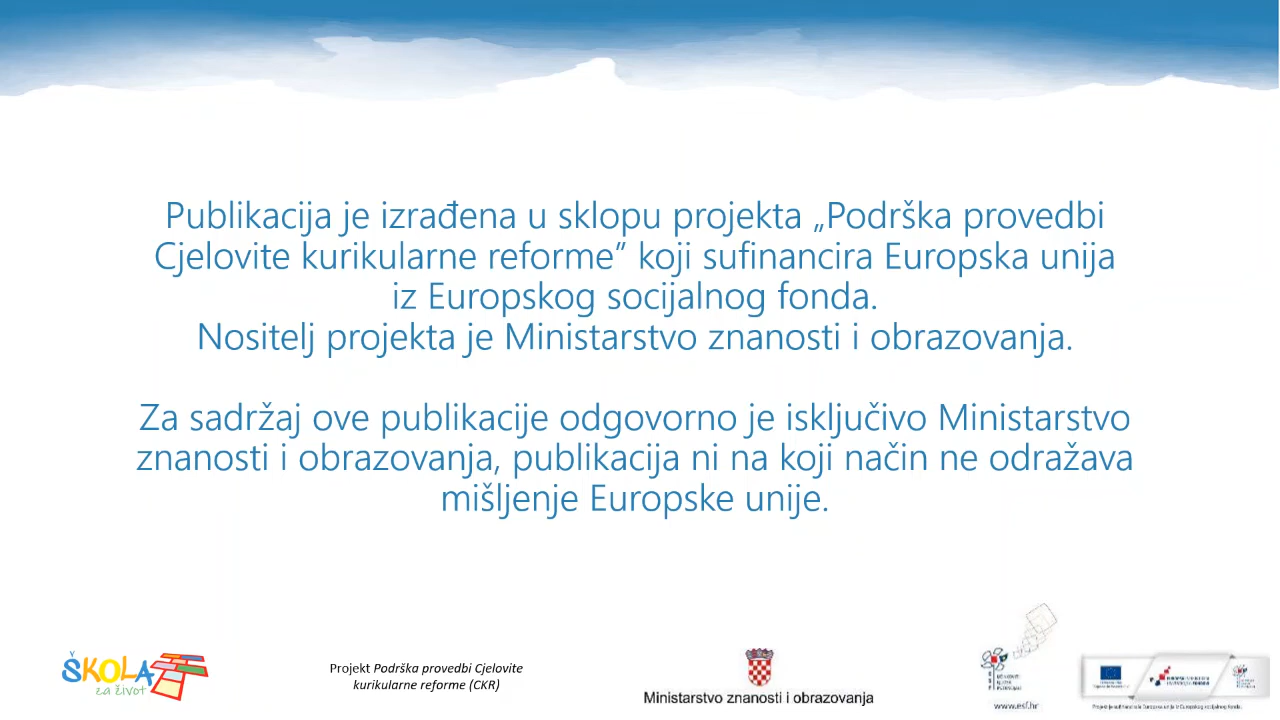 Publikacija je izrađena u sklopu projekta „Podrška provedbi
Cjelovite kurikularne reforme” koji sufinancira Europska unija
iz Europskog socijalnog fonda.
Nositelj projekta je Ministarstvo znanosti i obrazovanja.
Za sadržaj ove publikacije odgovorno je isključivo Ministarstvo
znanosti i obrazovanja, publikacija ni na koji način ne odražava
mišljenje Europske unije.
ŠKOLA
za život
Projekt Podrška provedbi Cjelovite
kurikularne reforme (CKR)
Ministarstvo znanosti i obrazovanja
www.esf.hr